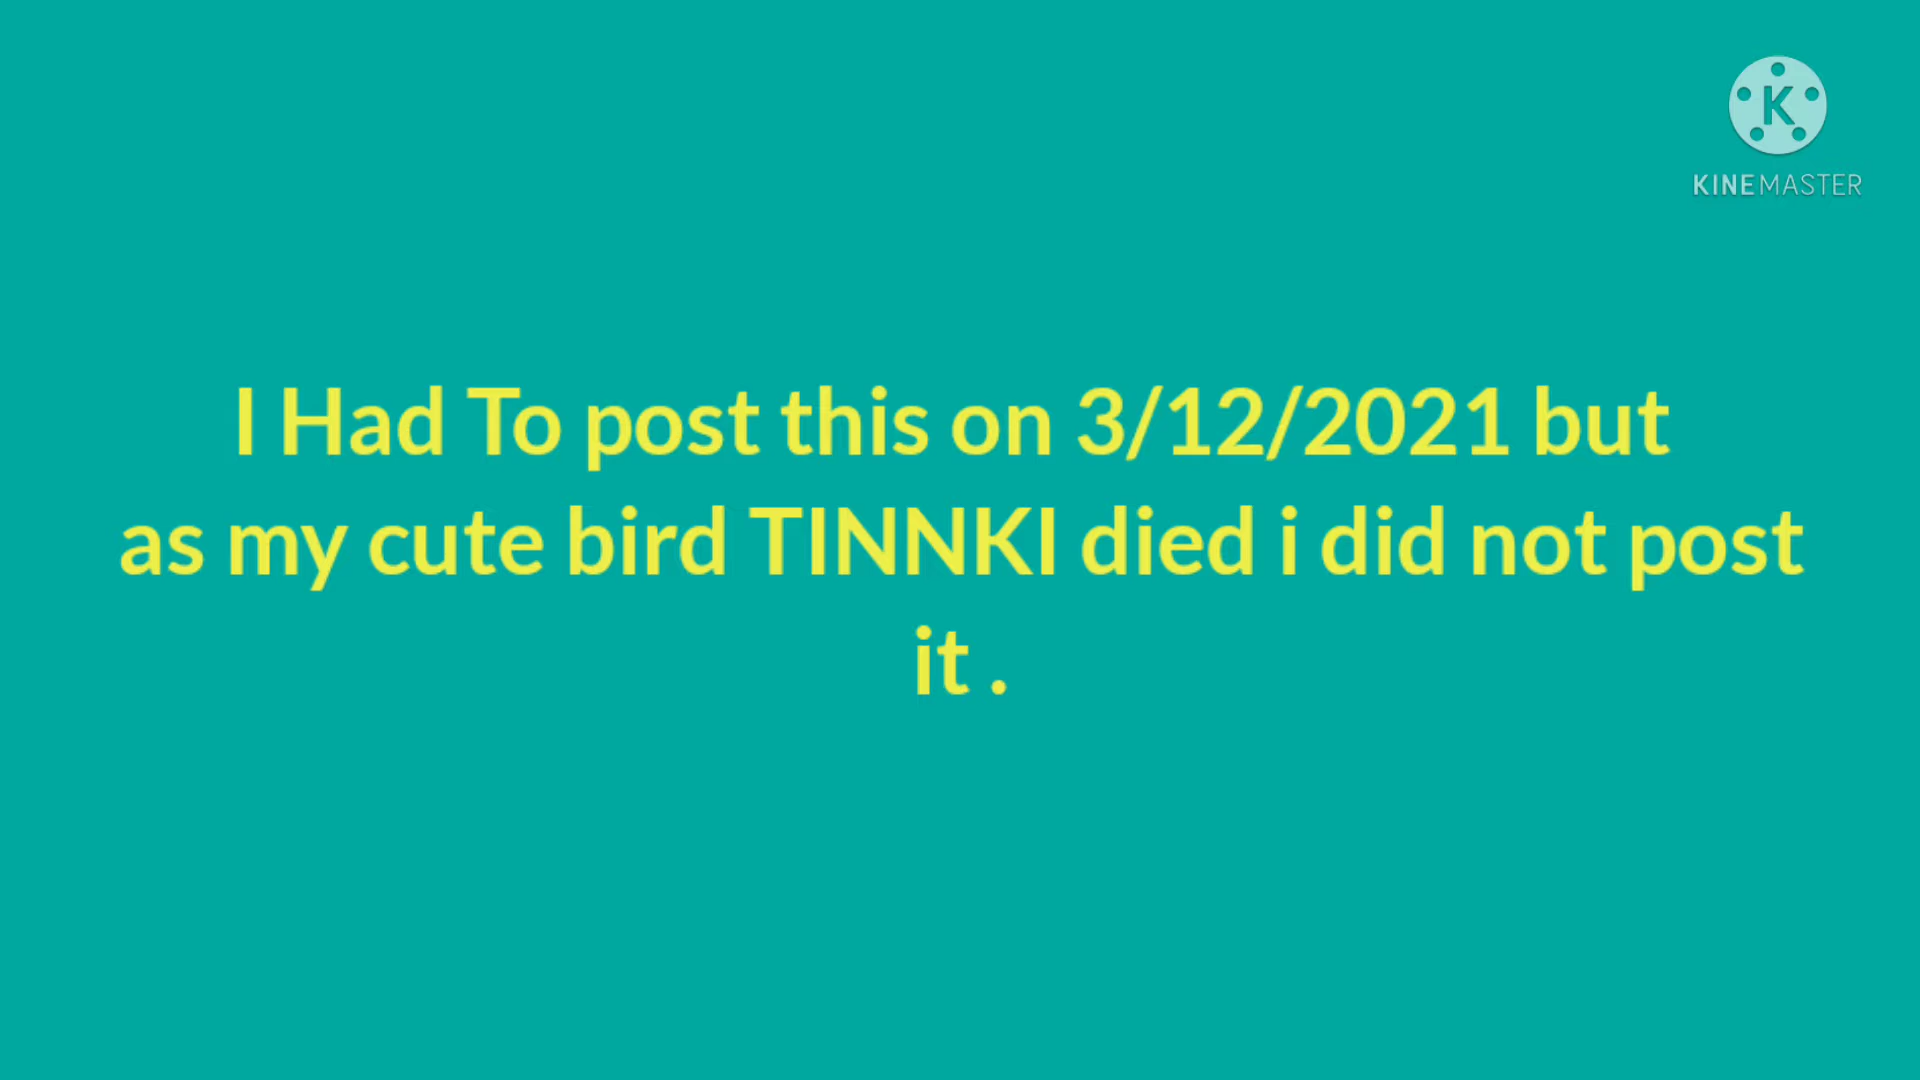 K
KINEMASTER
I Had To post this on 3/12/2021 but
as my cute bird TINNKI died i did not post
it .